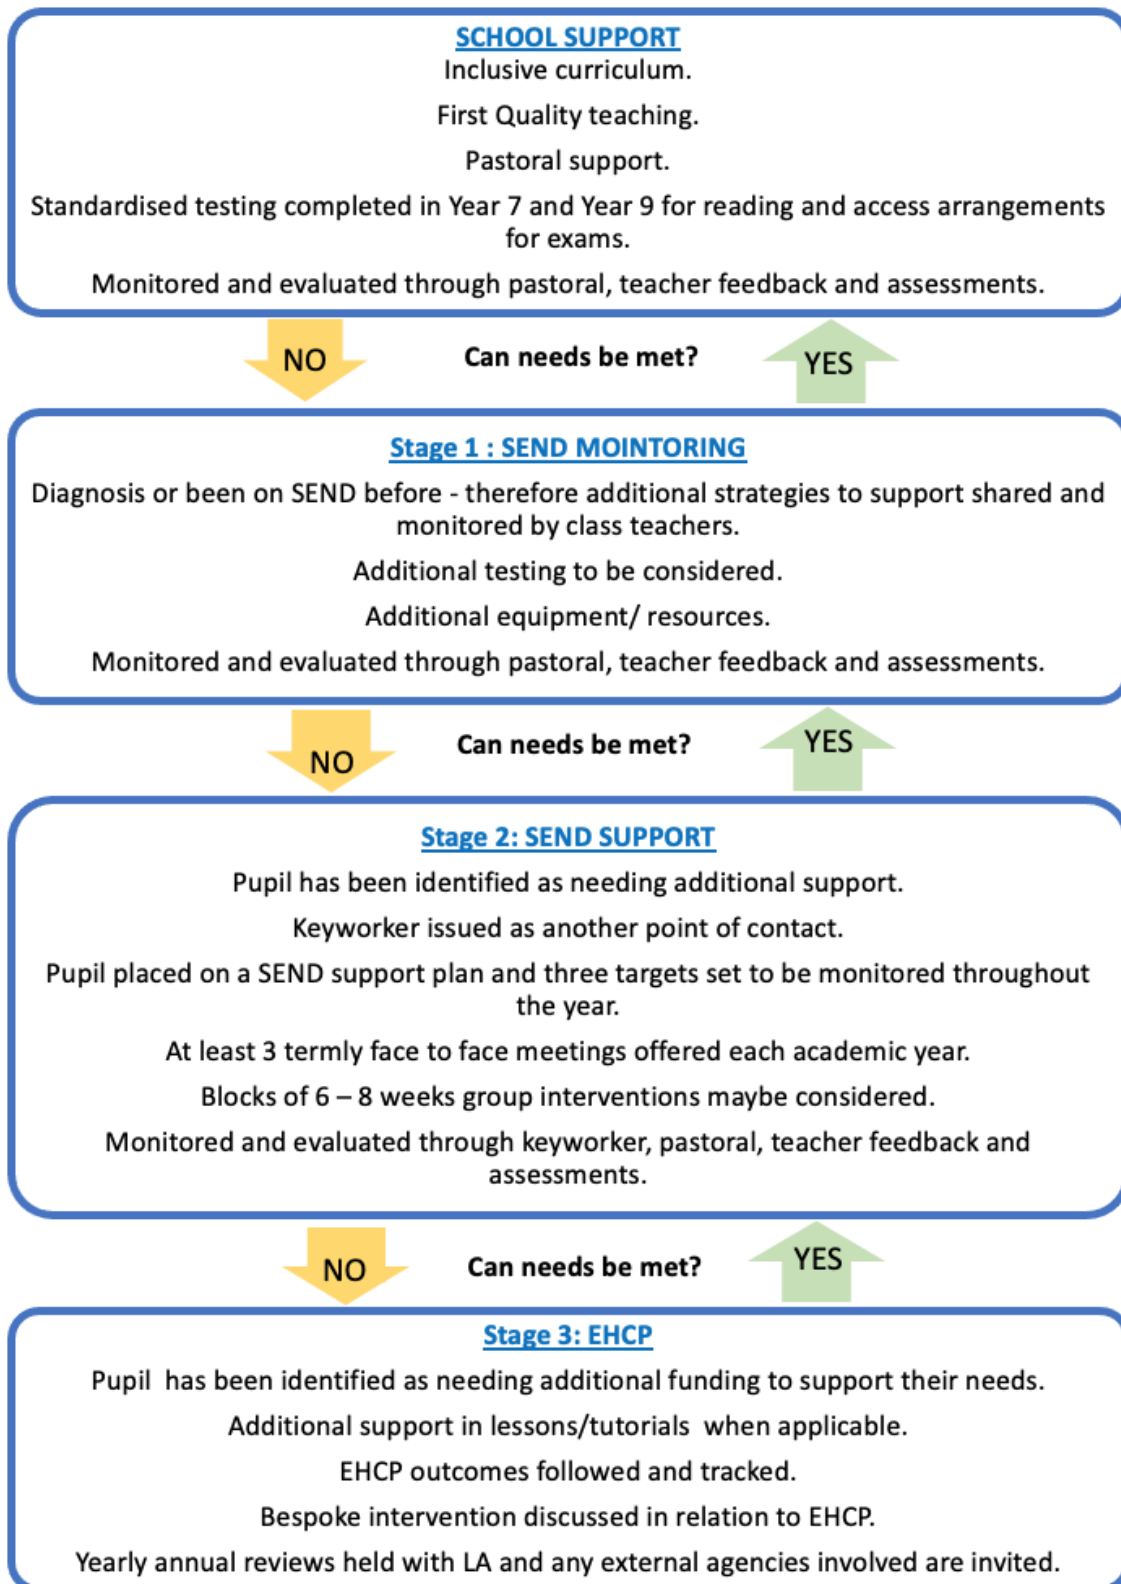 SCHOOL SUPPORT
Inclusive curriculum.
First Quality teaching.
Pastoral support.
Standardised testing completed in Year 7 and Year 9 for reading and access arrangements
for exams.
Monitored and evaluated through pastoral, teacher feedback and assessments.
NO
Can needs be met?
YES
Stage 1 : SEND MOINTORING
Diagnosis or been on SEND before - therefore additional strategies to support shared and
monitored by class teachers.
Additional testing to be considered.
Additional equipment/ resources.
Monitored and evaluated through pastoral, teacher feedback and assessments.
NO
Can needs be met?
YES
Stage 2: SEND SUPPORT
Pupil has been identified as needing additional support.
Keyworker issued as another point of contact.
Pupil placed on a SEND support plan and three targets set to be monitored throughout
the year.
At least 3 termly face to face meetings offered each academic year.
Blocks of 6 – 8 weeks group interventions maybe considered.
Monitored and evaluated through keyworker, pastoral, teacher feedback and
assessments.
NO
Can needs be met?
YES
Stage 3: EHCP
Pupil  has been identified as needing additional funding to support their needs.
Additional support in lessons/tutorials  when applicable.
EHCP outcomes followed and tracked.
Bespoke intervention discussed in relation to EHCP.
Yearly annual reviews held with LA and any external agencies involved are invited.